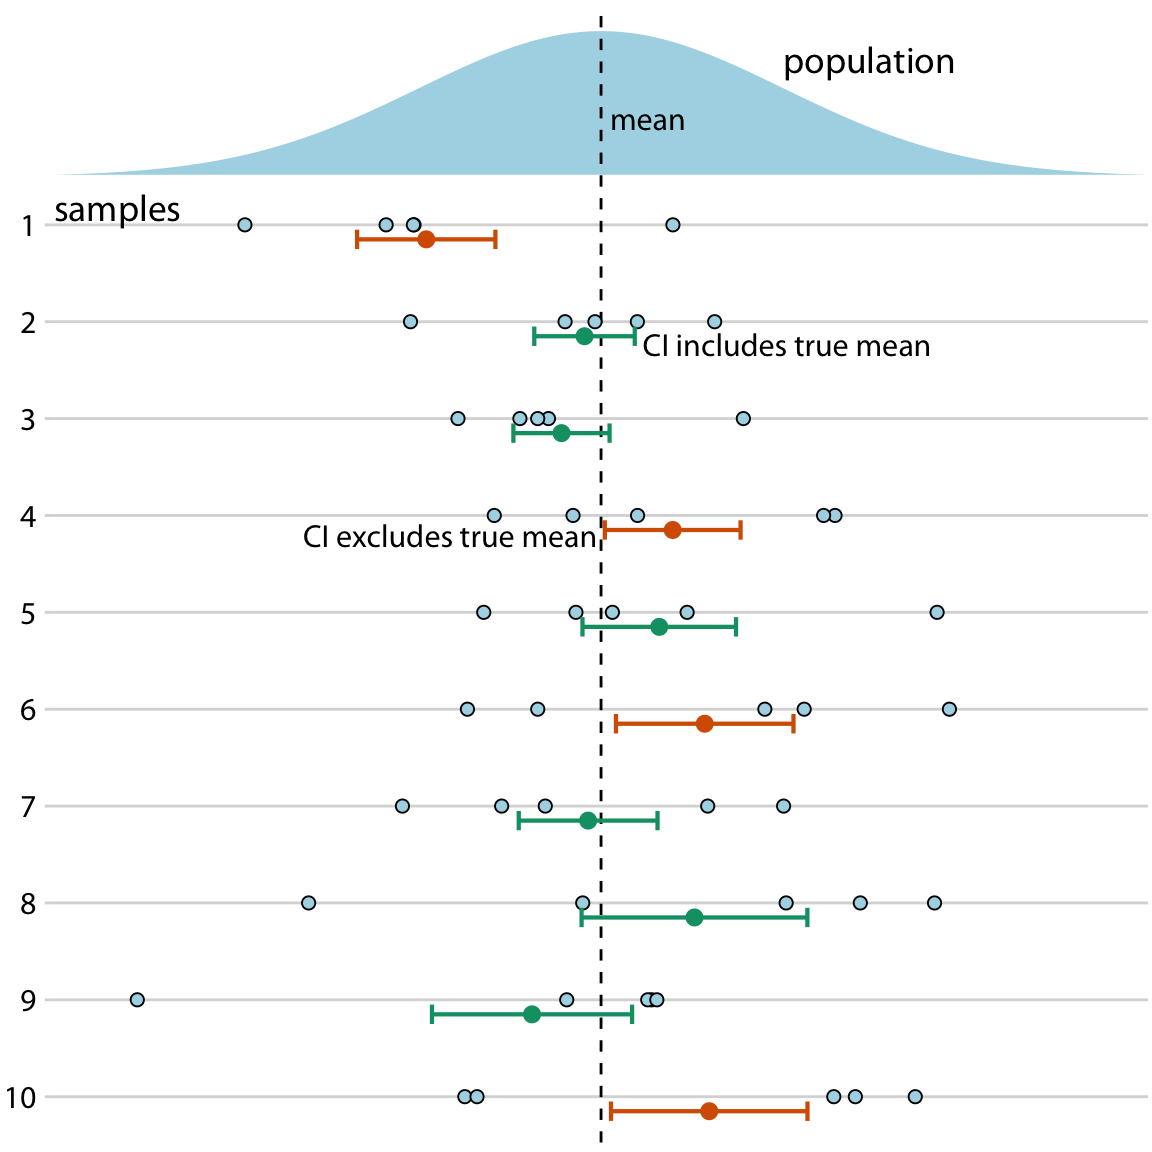 population
mean
samples
1
2
CI includes true mean
3
4
CI excludes true mean
5
6
7
8
9
10